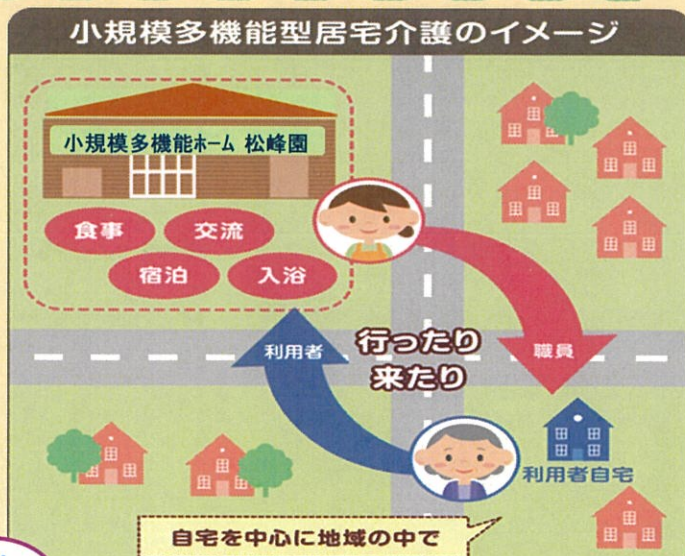 小規模多機能型居宅介護のイメージ
小規模多機能ホーム 松峰園
食事
交流
宿泊
入浴
利用者
行ったり
来たり
職員
利用者自宅
自宅を中心に地域の中で